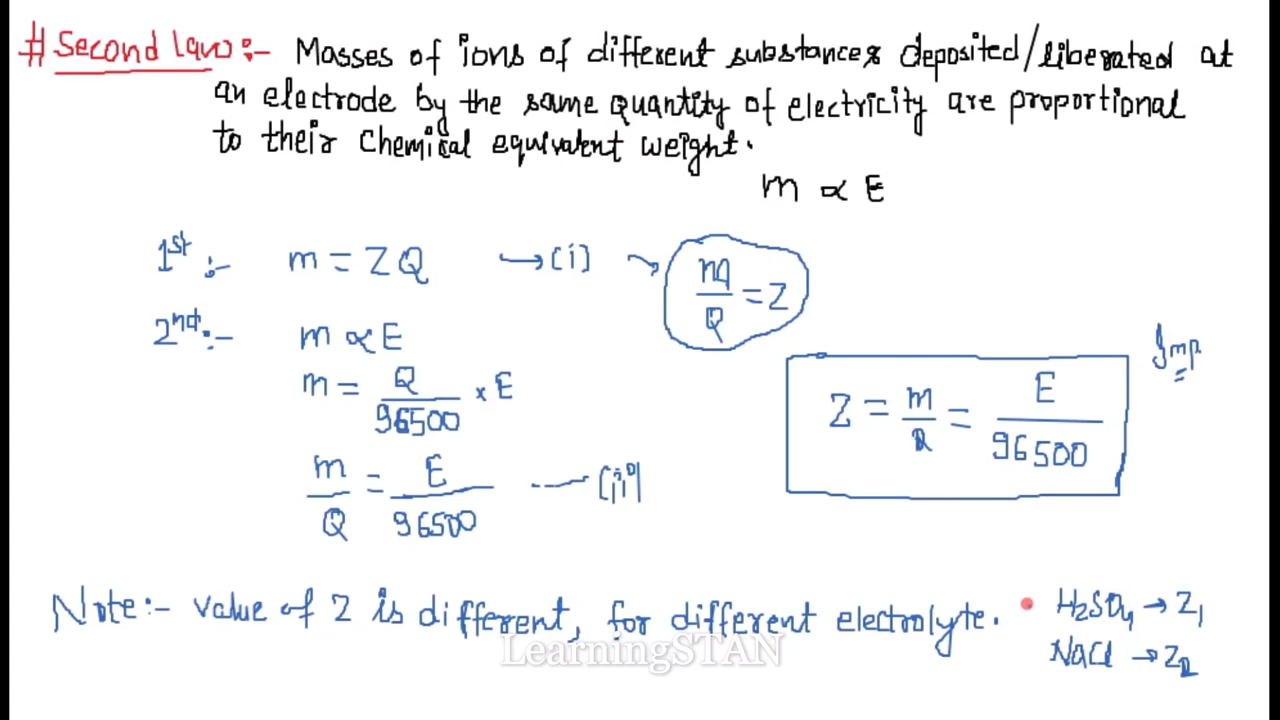 # Second law :- Masses of ions of different substances deposited/liberated at
an electrode by the same quantity of electricity are proportional
to their chemical equivalent weight.
m ∝ E
1st :- m = ZQ → (i) → m/Q = Z
2nd :- m ∝ E
m = Q/96500 × E
Z = m/Q = E/96500
Imp
m/Q = E/96500 --- (ii)
Note :- value of Z is different, for different electrolyte. • H₂SO₄ → Z₁
NaCl → Z₂
LearningSTAN